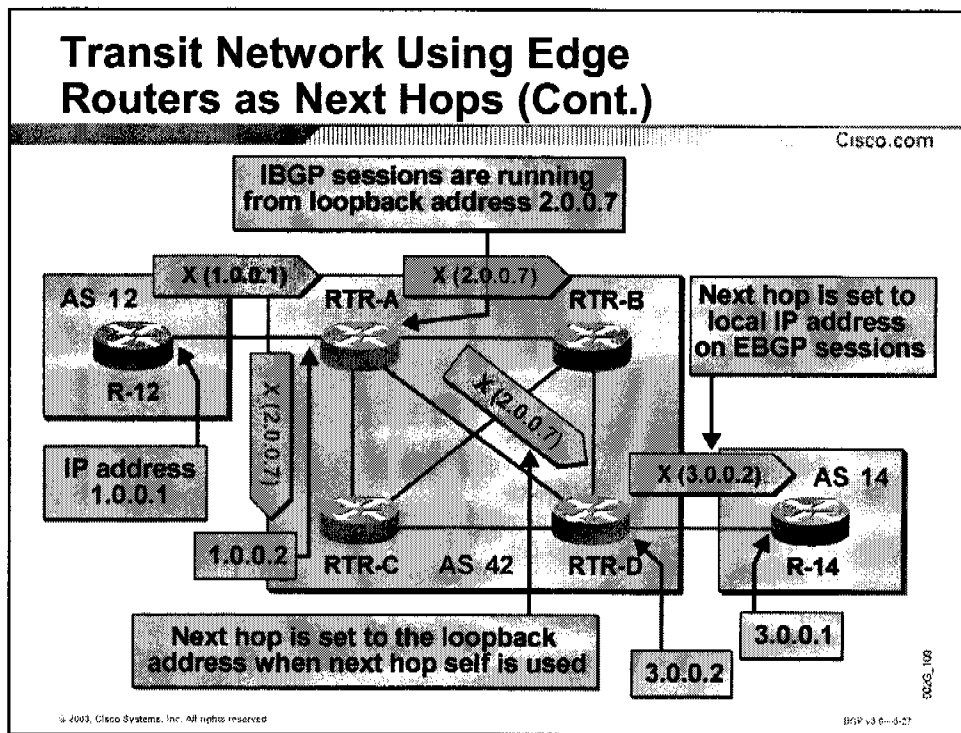 Transit Network Using Edge
Routers as Next Hops (Cont.)
Cisco.com
IBGP sessions are running
from loopback address 2.0.0.7
X (1.0.0.1)
X (2.0.0.7)
AS 12
RTR-A
RTR-B
Next hop is set to
local IP address
on EBGP sessions
R-12
X (2.0.0.7)
X (2.0.0.7)
IP address
1.0.0.1
X (3.0.0.2)
AS 14
1.0.0.2
RTR-C
AS 42
RTR-D
R-14
Next hop is set to the loopback
address when next hop self is used
3.0.0.2
3.0.0.1
© 2003, Cisco Systems, Inc. All rights reserved.